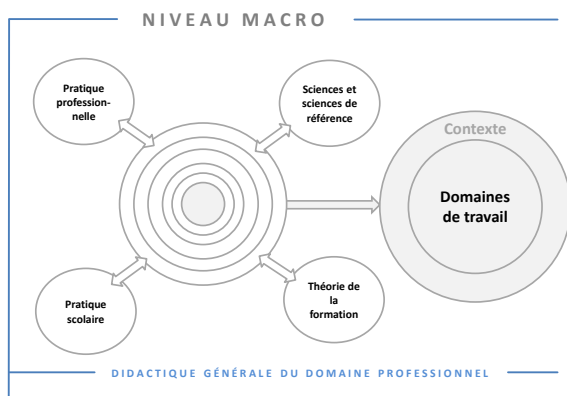 NIVEAU MACRO
Pratique
profession-
nelle
Sciences et
sciences de
référence
Contexte
Domaines
de travail
Pratique
scolaire
Théorie de
la
formation
DIDACTIQUE GÉNÉRALE DU DOMAINE PROFESSIONNEL